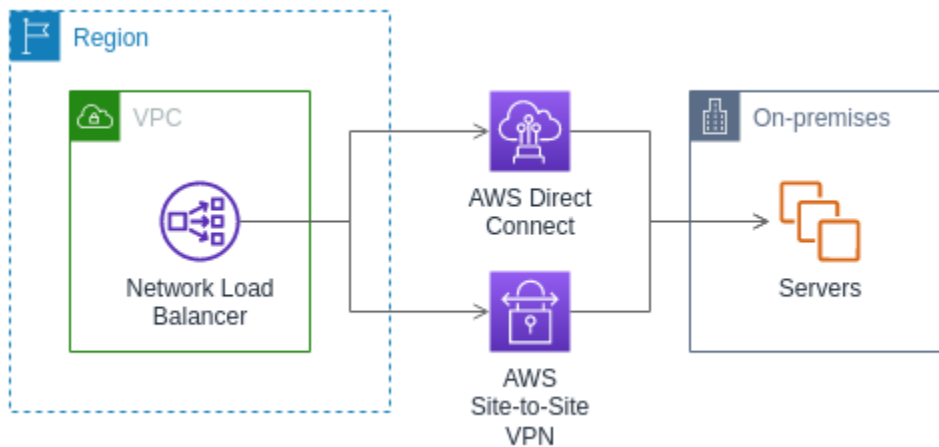 Region
VPC
On-premises
AWS Direct
Connect
Network Load
Balancer
Servers
AWS
Site-to-Site
VPN